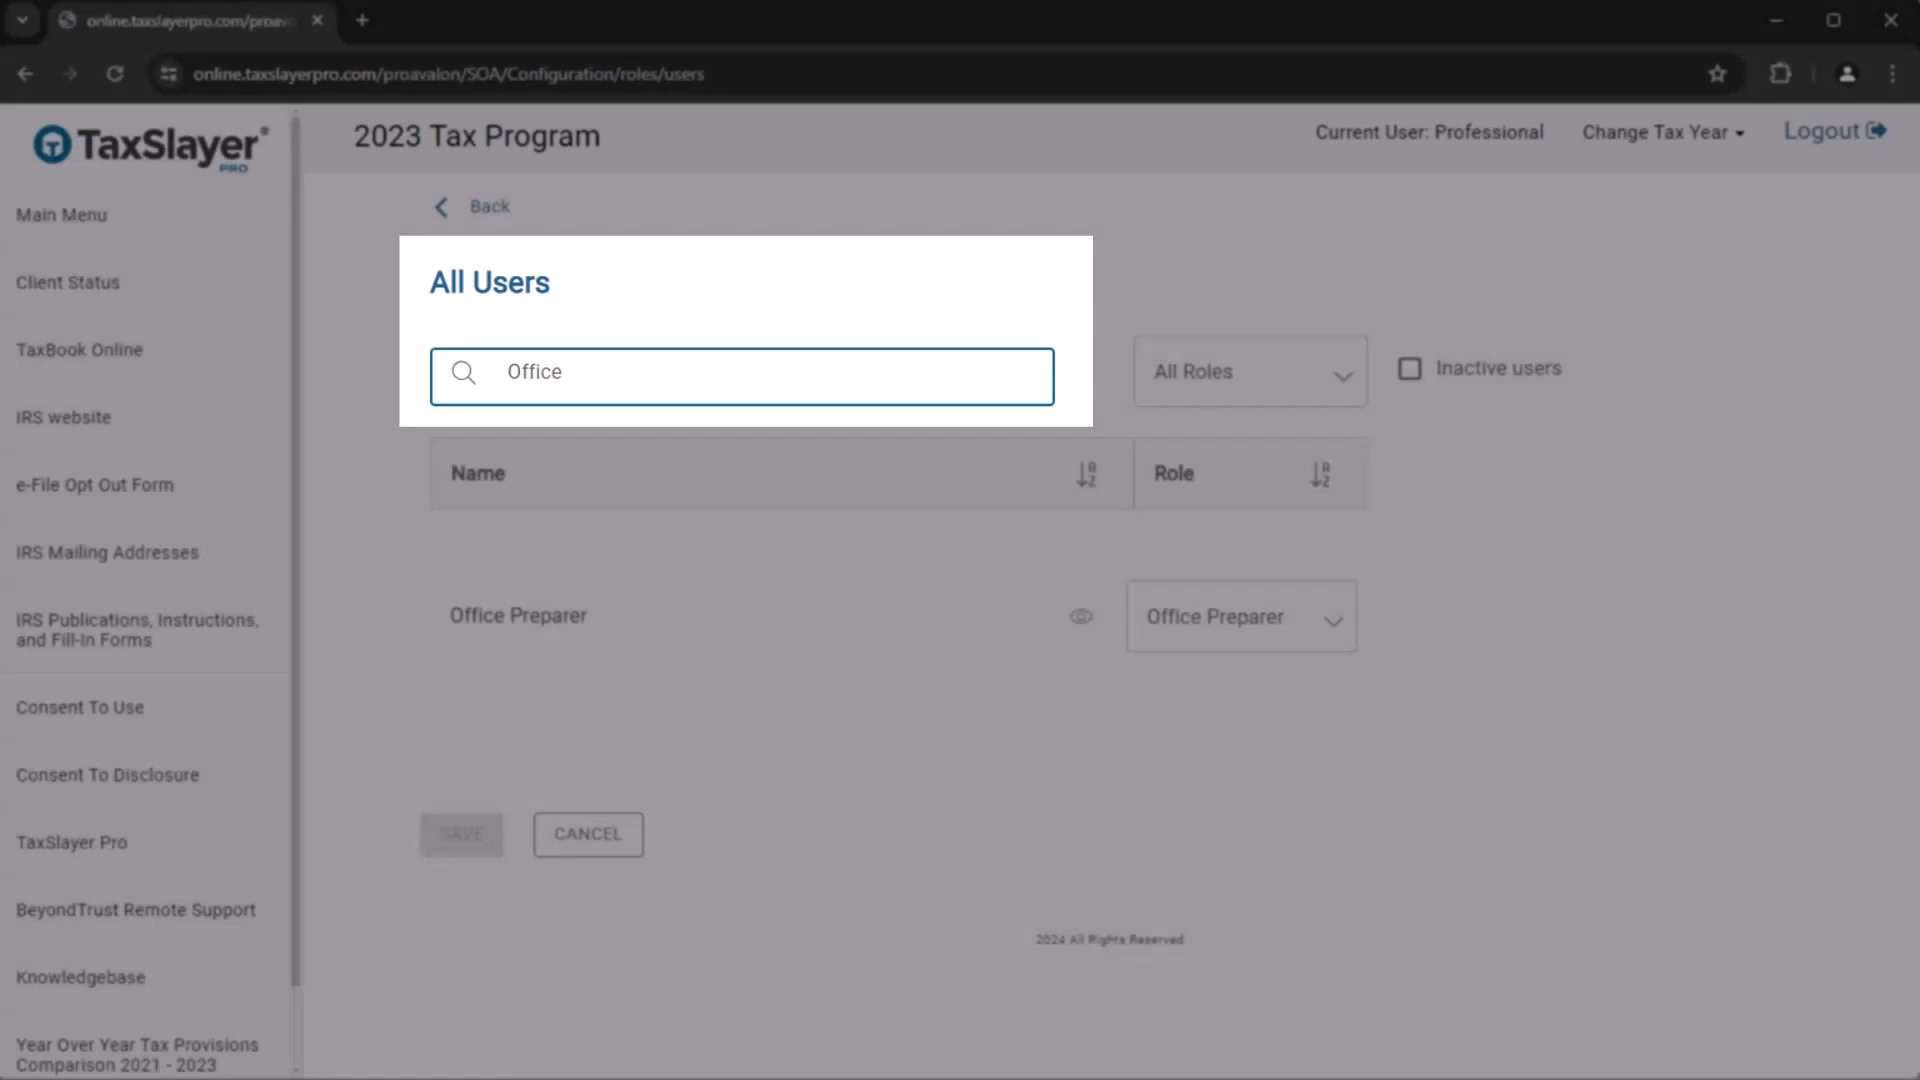 online.taxslayerpro.com/proava
online.taxslayerpro.com/proavalon/SOA/Configuration/roles/users
TaxSlayer®
PRO
2023 Tax Program
Current User: Professional
Change Tax Year
Logout
Main Menu
Client Status
TaxBook Online
IRS website
e-File Opt Out Form
IRS Mailing Addresses
IRS Publications, Instructions,
and Fill-In Forms
Consent To Use
Consent To Disclosure
TaxSlayer Pro
BeyondTrust Remote Support
Knowledgebase
Year Over Year Tax Provisions
Comparison 2021 - 2023
Back
All Users
Office
All Roles
Inactive users
Name
Role
Office Preparer
Office Preparer
SAVE
CANCEL
2024 All Rights Reserved